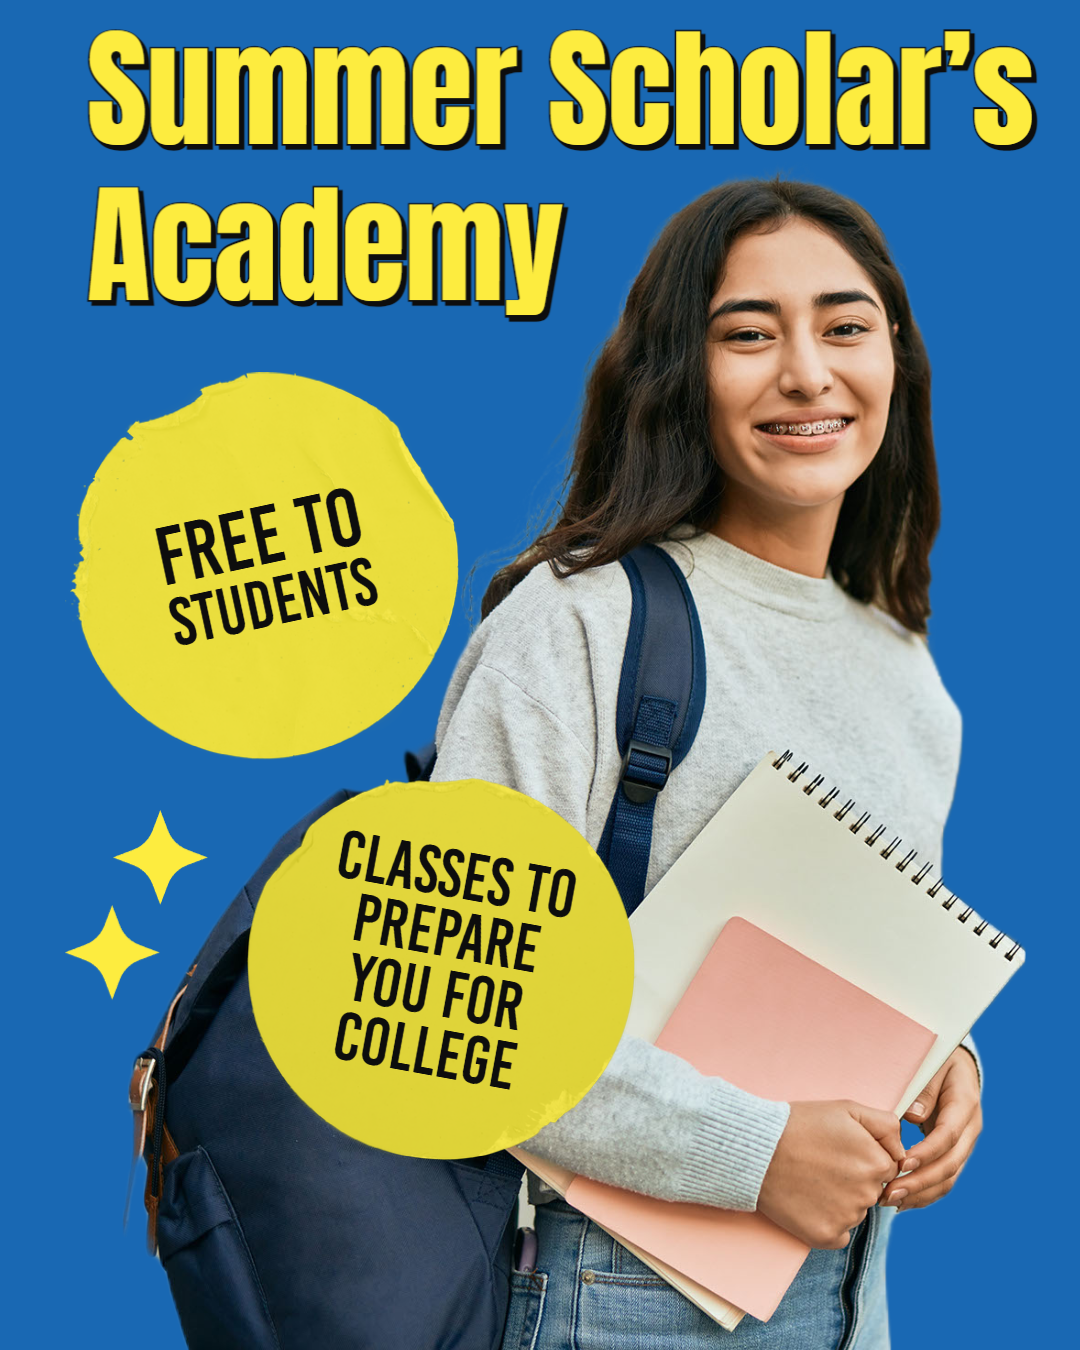 Summer Scholar’s
Academy
FREE TO
STUDENTS
CLASSES TO
PREPARE
YOU FOR
COLLEGE